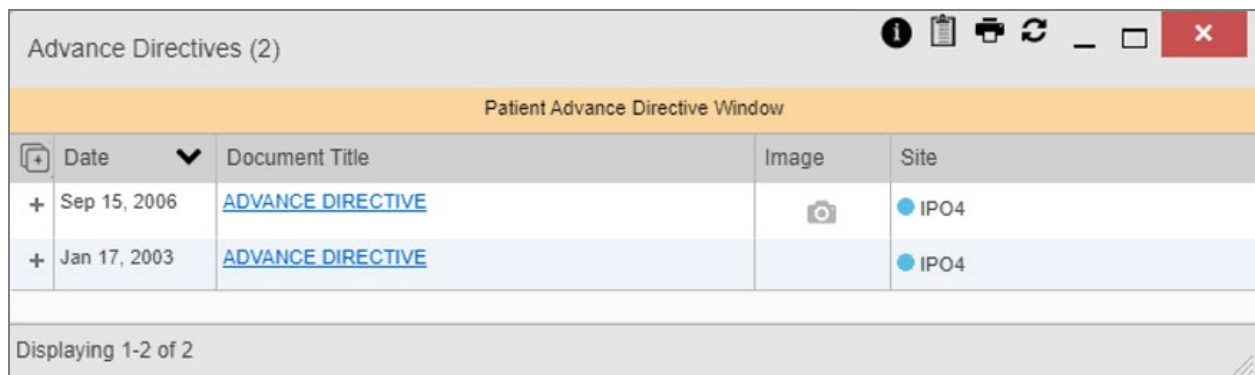 Advance Directives (2)
Patient Advance Directive Window
Date Document Title Image Site
Sep 15, 2006 ADVANCE DIRECTIVE IPO4
Jan 17, 2003 ADVANCE DIRECTIVE IPO4
Displaying 1-2 of 2